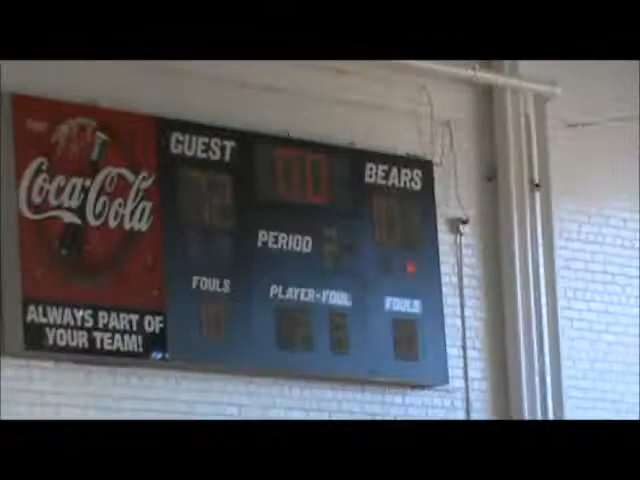 Coca-Cola
ALWAYS PART OF
YOUR TEAM!
GUEST
BEARS
PERIOD
FOULS
PLAYER-FOUL
FOULS